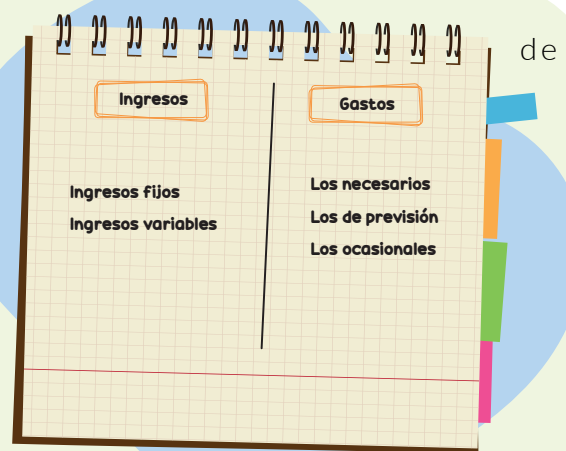 de
Ingresos
Gastos
Ingresos fijos
Ingresos variables
Los necesarios
Los de previsión
Los ocasionales